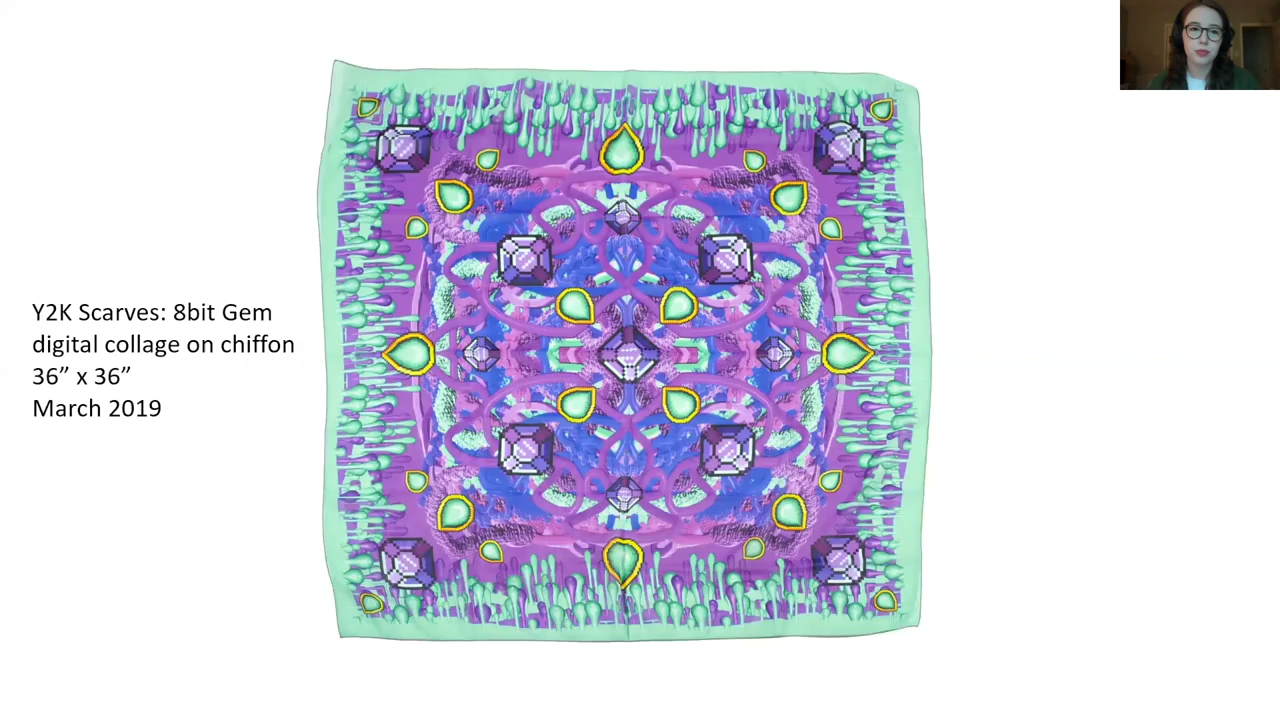 Y2K Scarves: 8bit Gem
digital collage on chiffon
36” x 36”
March 2019